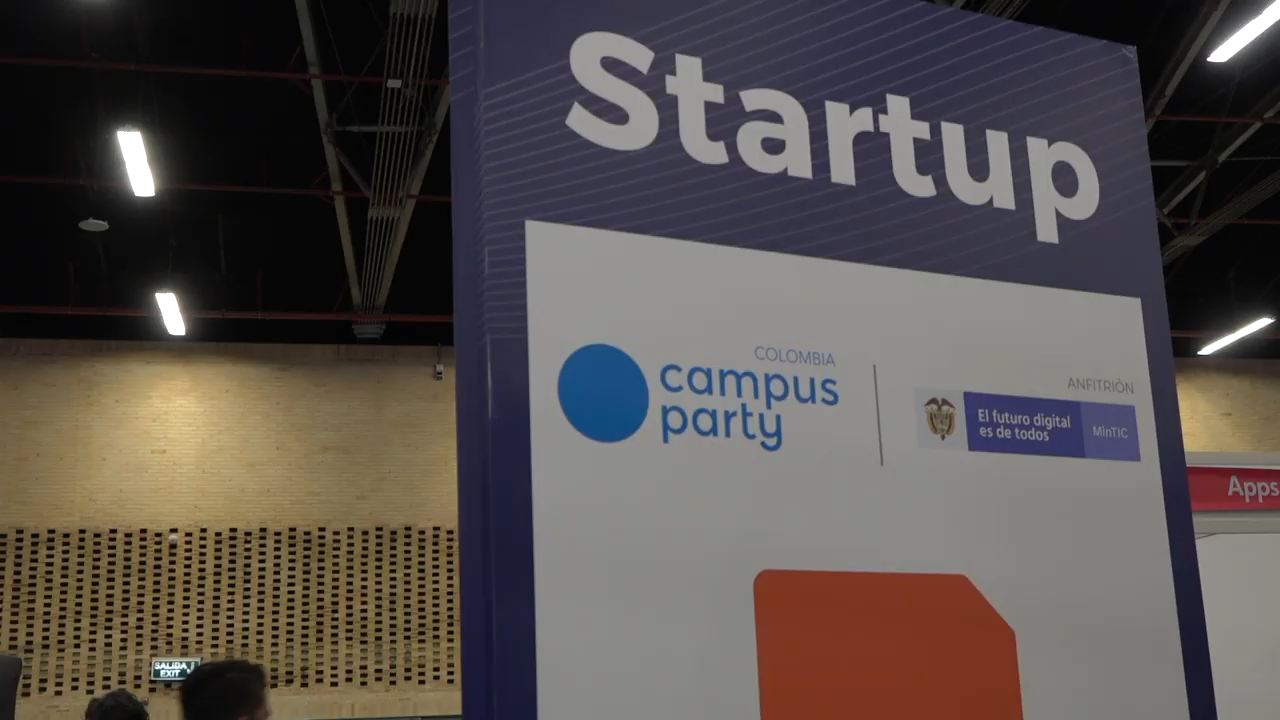 Startup
COLOMBIA
campus
party
ANFITRIÓN
El futuro digital
es de todos
MinTIC
Apps
SALIDA
EXIT